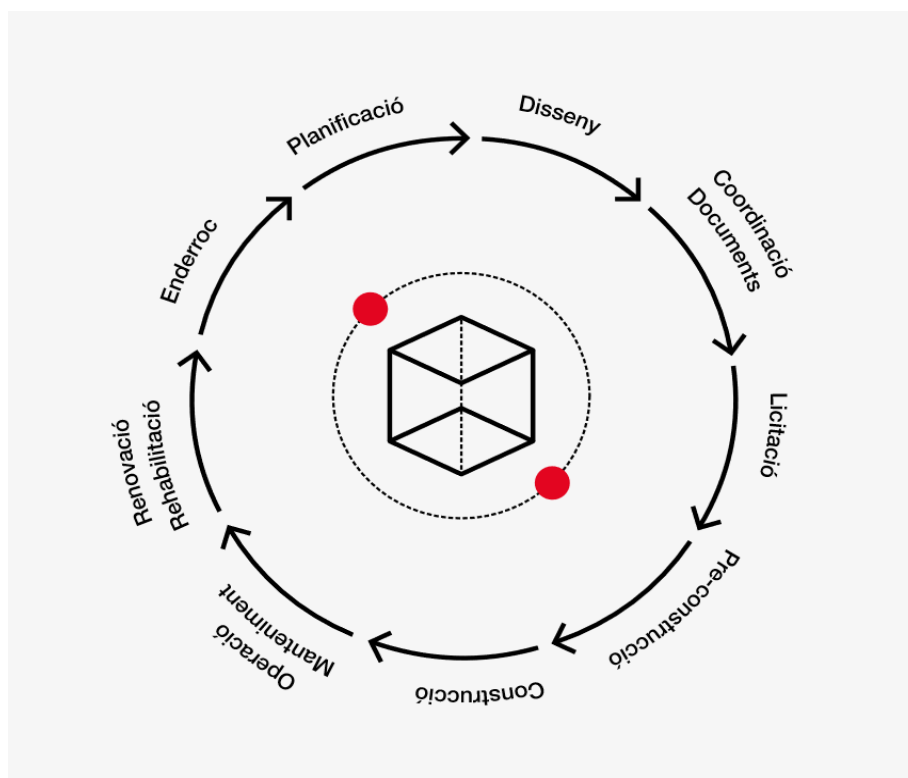 Planificació
Disseny
Coordinació
Documents
Licitació
Pre-construcció
Construcció
Operació
Manteniment
Renovació
Rehabilitació
Enderroc